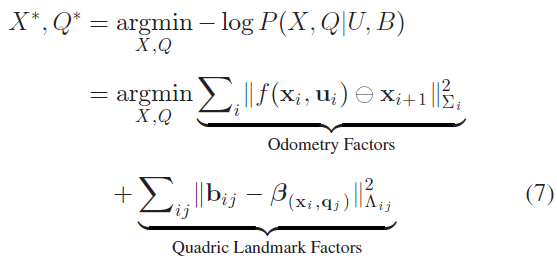 X*, Q* = argmin − log P(X, Q|U, B)
X,Q
= argmin ∑ᵢ ‖f(xᵢ, uᵢ) ⊖ xᵢ₊₁‖²_Σᵢ
X,Q
Odometry Factors
+ ∑ᵢⱼ ‖bᵢⱼ − β₍xᵢ,qⱼ₎‖²_Λᵢⱼ (7)
Quadric Landmark Factors